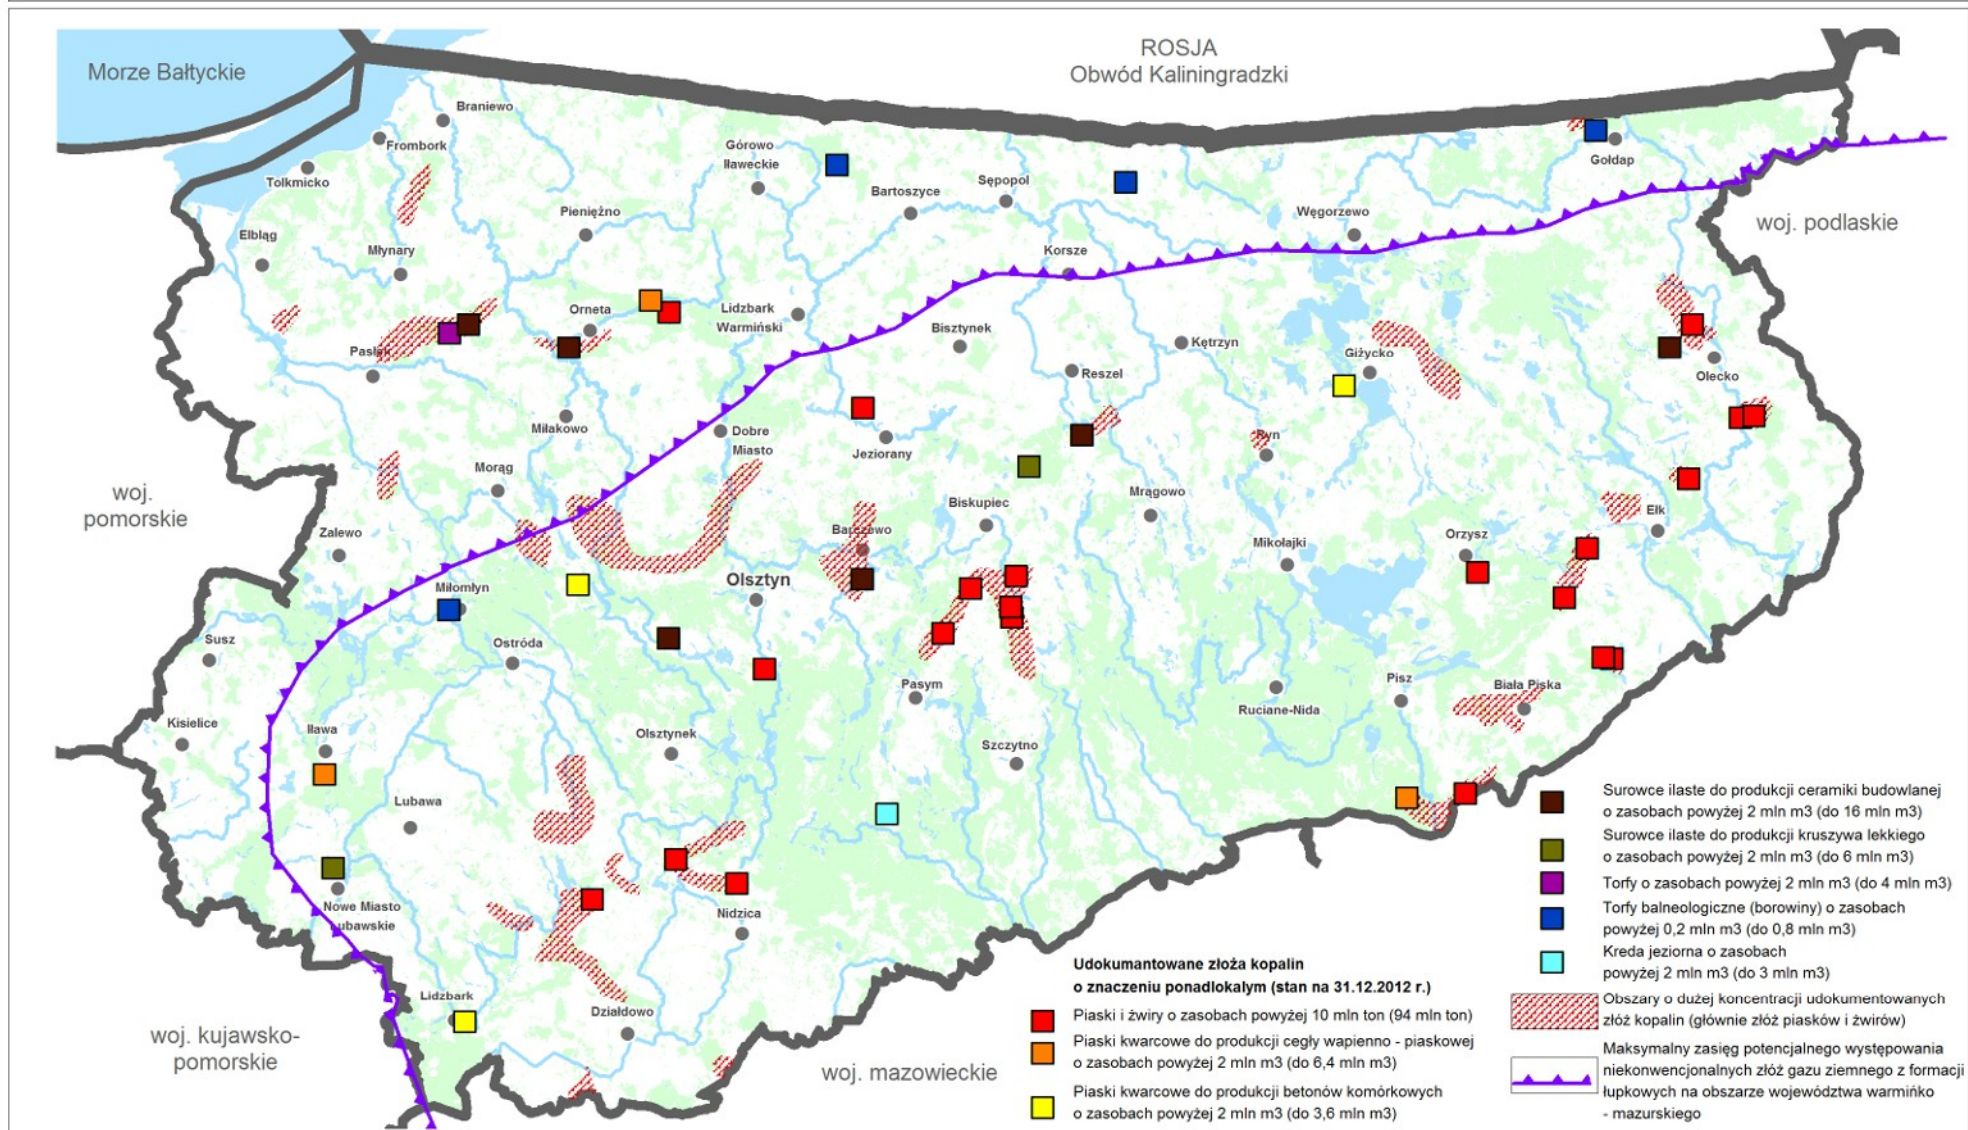 ROSJA
Obwód Kaliningradzki
Morze Bałtyckie
Braniewo
Frombork
Tolkmicko
Górowo
Iławeckie
Gołdap
Sępopol
Bartoszyce
Pieniężno
Węgorzewo
woj. podlaskie
Elbląg
Młynary
Korsze
Orneta
Lidzbark
Warmiński
Bisztynek
Kętrzyn
Pasłęk
Giżycko
Reszel
Olecko
Miłakowo
Dobre
Miasto
Jeziorany
Ryn
Morąg
woj.
pomorskie
Mrągowo
Biskupiec
Ełk
Zalewo
Barczewo
Orzysz
Mikołajki
Miłomłyn
Olsztyn
Susz
Ostróda
Pasym
Pisz
Biała Piska
Ruciane-Nida
Kisielice
Iława
Olsztynek
Szczytno
Lubawa
Nowe Miasto
Lubawskie
Nidzica
Lidzbark
Działdowo
woj. kujawsko-
pomorskie
woj. mazowieckie
Udokumantowane złoża kopalin
o znaczeniu ponadlokalym (stan na 31.12.2012 r.)
Piaski i żwiry o zasobach powyżej 10 mln ton (94 mln ton)
Piaski kwarcowe do produkcji cegły wapienno - piaskowej
o zasobach powyżej 2 mln m3 (do 6,4 mln m3)
Piaski kwarcowe do produkcji betonów komórkowych
o zasobach powyżej 2 mln m3 (do 3,6 mln m3)
Surowce ilaste do produkcji ceramiki budowlanej
o zasobach powyżej 2 mln m3 (do 16 mln m3)
Surowce ilaste do produkcji kruszywa lekkiego
o zasobach powyżej 2 mln m3 (do 6 mln m3)
Torfy o zasobach powyżej 2 mln m3 (do 4 mln m3)
Torfy balneologiczne (borowiny) o zasobach
powyżej 0,2 mln m3 (do 0,8 mln m3)
Kreda jeziorna o zasobach
powyżej 2 mln m3 (do 3 mln m3)
Obszary o dużej koncentracji udokumentowanych
złóż kopalin (głównie złóż piasków i żwirów)
Maksymalny zasięg potencjalnego występowania
niekonwencjonalnych złóż gazu ziemnego z formacji
łupkowych na obszarze województwa warmińko
- mazurskiego